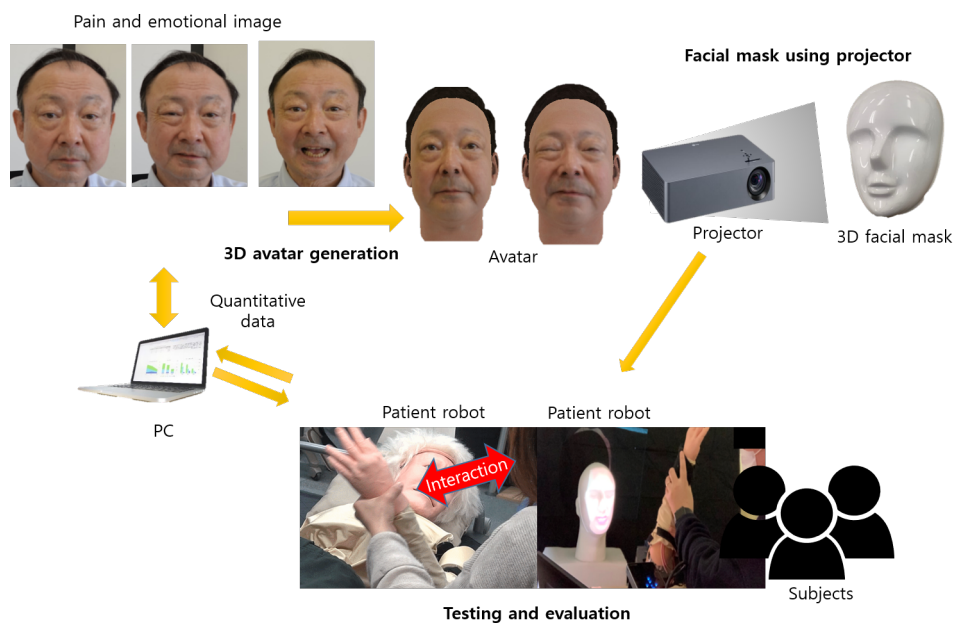 Pain and emotional image
Facial mask using projector
3D avatar generation
Avatar
Projector
3D facial mask
Quantitative
data
PC
Patient robot
Patient robot
Interaction
Subjects
Testing and evaluation